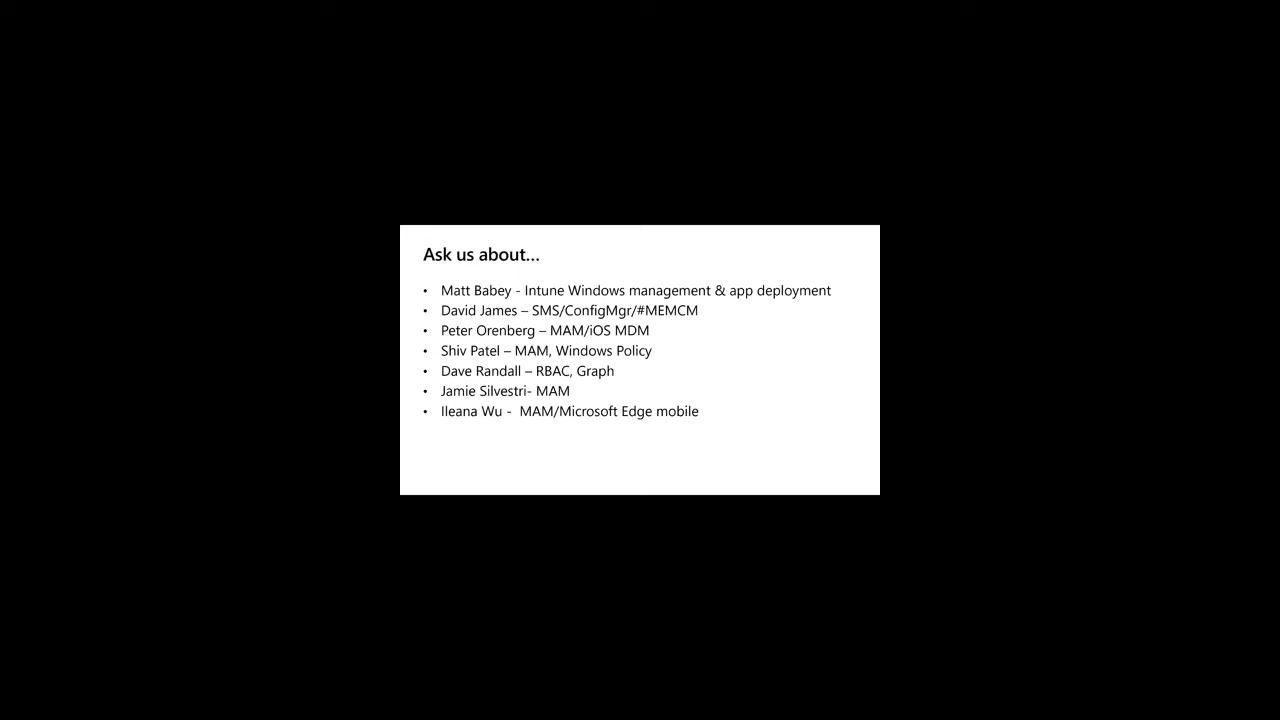 Ask us about...
• Matt Babey - Intune Windows management & app deployment
• David James – SMS/ConfigMgr/#MEMCM
• Peter Orenberg – MAM/iOS MDM
• Shiv Patel – MAM, Windows Policy
• Dave Randall – RBAC, Graph
• Jamie Silvestri- MAM
• Ileana Wu -  MAM/Microsoft Edge mobile